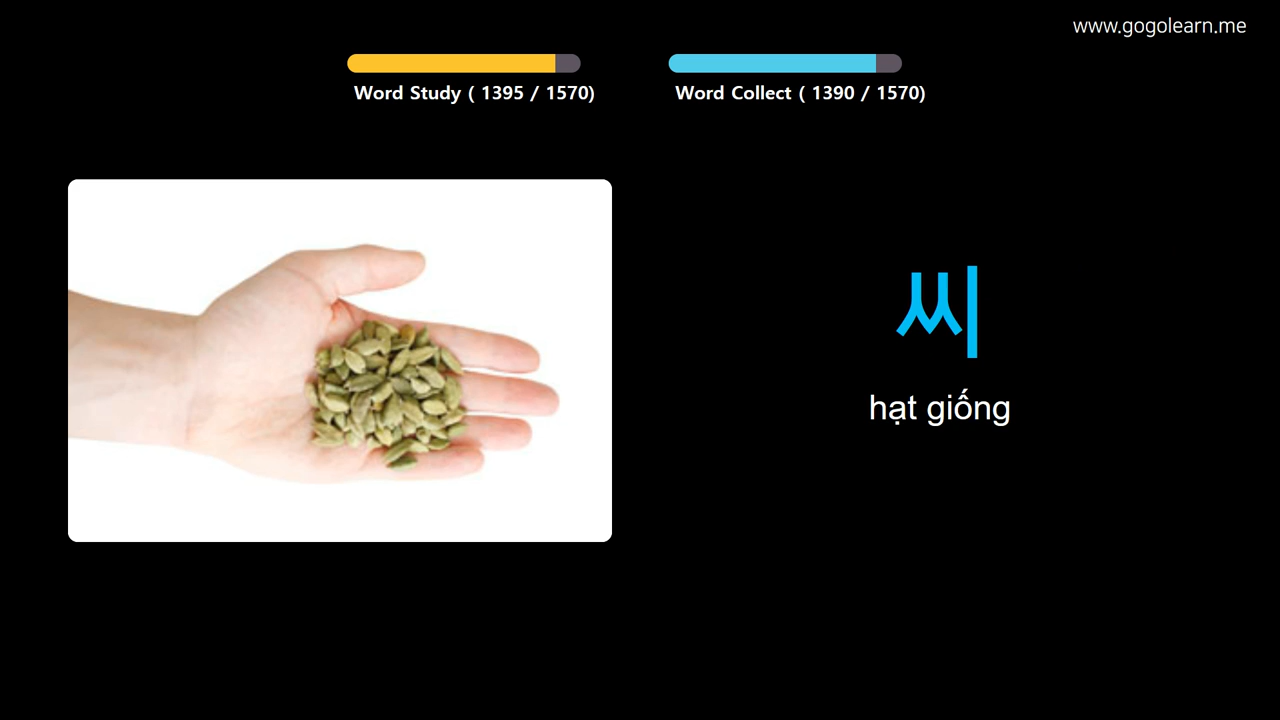 www.gogolearn.me
Word Study ( 1395 / 1570)
Word Collect ( 1390 / 1570)
씨
hạt giống